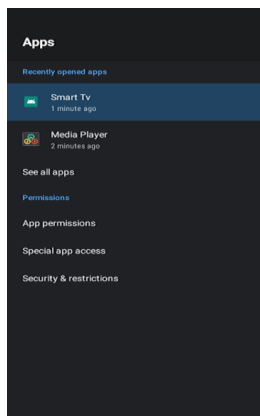 Apps
Recently opened apps
Smart Tv
1 minute ago
Media Player
2 minutes ago
See all apps
Permissions
App permissions
Special app access
Security & restrictions